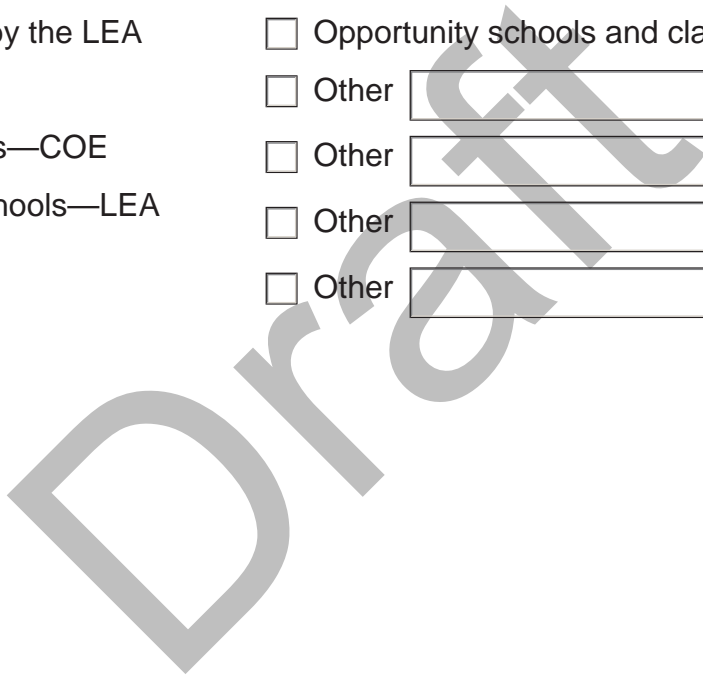 by the LEA
Opportunity schools and cla
Other
s—COE
Other
hools—LEA
Other
Other
Draft